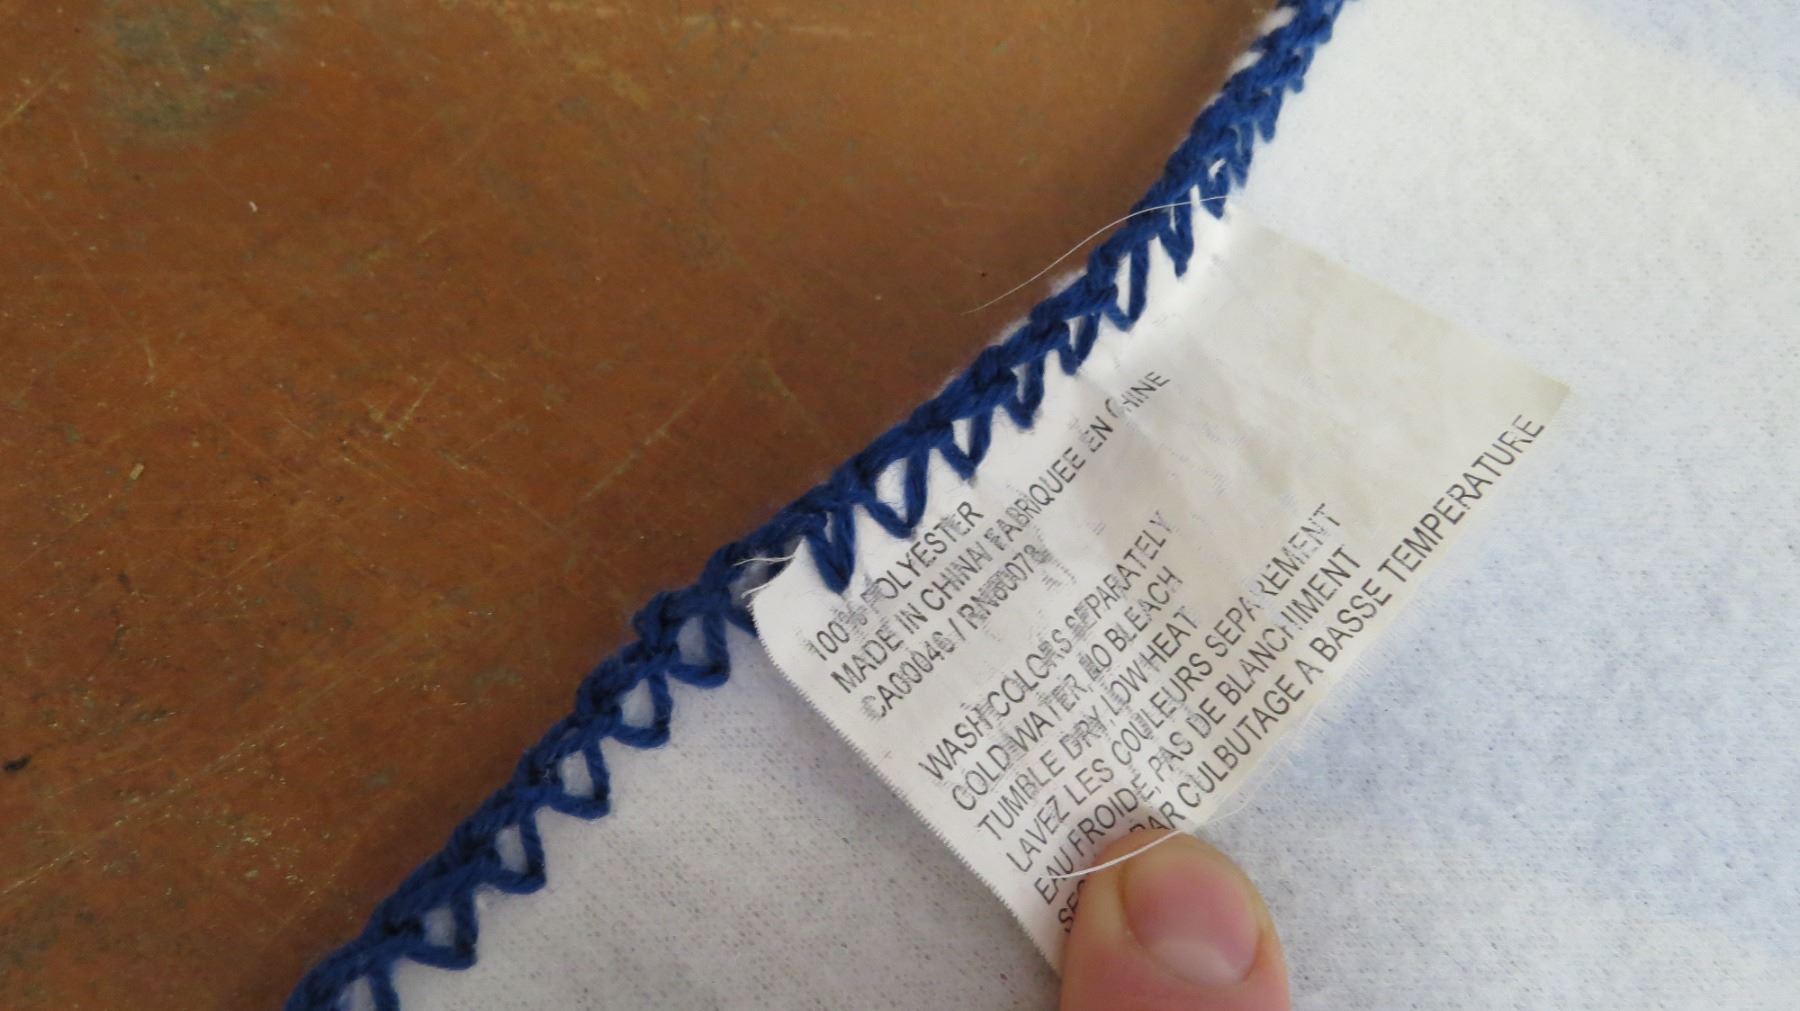 100% POLYESTER
MADE IN CHINA/ FABRIQUEE EN CHINE
CA00046 / RN80078
WASH COLORS SEPARATELY
COLD WATER, NO BLEACH
TUMBLE DRY, LOW HEAT
LAVEZ LES COULEURS SEPAREMENT
EAU FROIDE, PAS DE BLANCHIMENT
PAR CULBUTAGE A BASSE TEMPERATURE